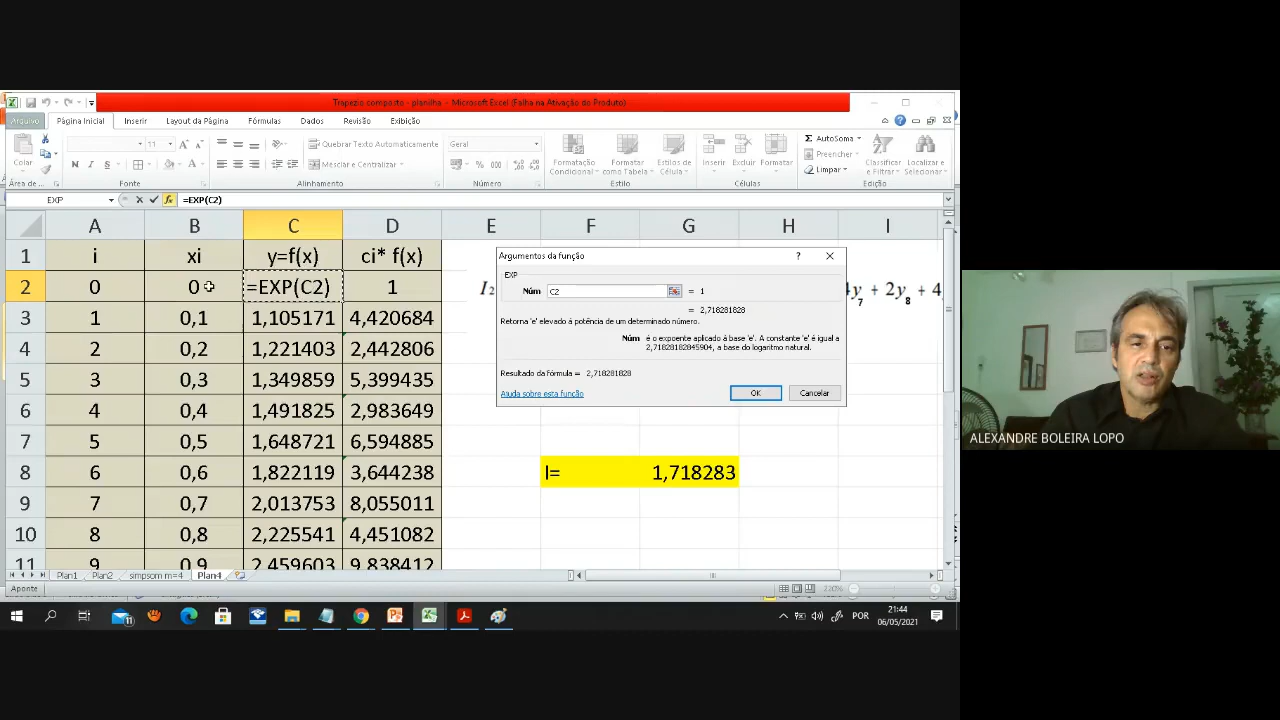 Trapezio composto - planilha - Microsoft Excel (Falha na Ativação do Produto)
Arquivo Página Inicial Inserir Layout da Página Fórmulas Dados Revisão Exibição
Colar 11 Quebrar Texto Automaticamente Geral Formatação Condicional Formatar como Tabela Estilos de Célula Inserir Excluir Formatar AutoSoma Preencher Limpar Classificar e Filtrar Localizar e Selecionar
N I S Mesclar e Centralizar % 000
Área de ... Fonte Alinhamento Número Estilo Células Edição
EXP =EXP(C2)
A B C D E F G H I
1 i xi y=f(x) ci* f(x)
2 0 0 =EXP(C2) 1
3 1 0,1 1,105171 4,420684
4 2 0,2 1,221403 2,442806
5 3 0,3 1,349859 5,399435
6 4 0,4 1,491825 2,983649
7 5 0,5 1,648721 6,594885
8 6 0,6 1,822119 3,644238 I= 1,718283
9 7 0,7 2,013753 8,055011
10 8 0,8 2,225541 4,451082
11 9 0,9 2,459603 9,838412
I2 4y7 + 2y8 + 4
Argumentos da função
EXP
Núm C2 = 1
= 2,718281828
Retorna 'e' elevado à potência de um determinado número.
Núm é o expoente aplicado à base 'e'. A constante 'e' é igual a
2,71828182845904, a base do logaritmo natural.
Resultado da fórmula = 2,718281828
Ajuda sobre esta função OK Cancelar
Plan1 Plan2 simpsom m=4 Plan4
Aponte 220%
POR 21:44
06/05/2021
ALEXANDRE BOLEIRA LOPO